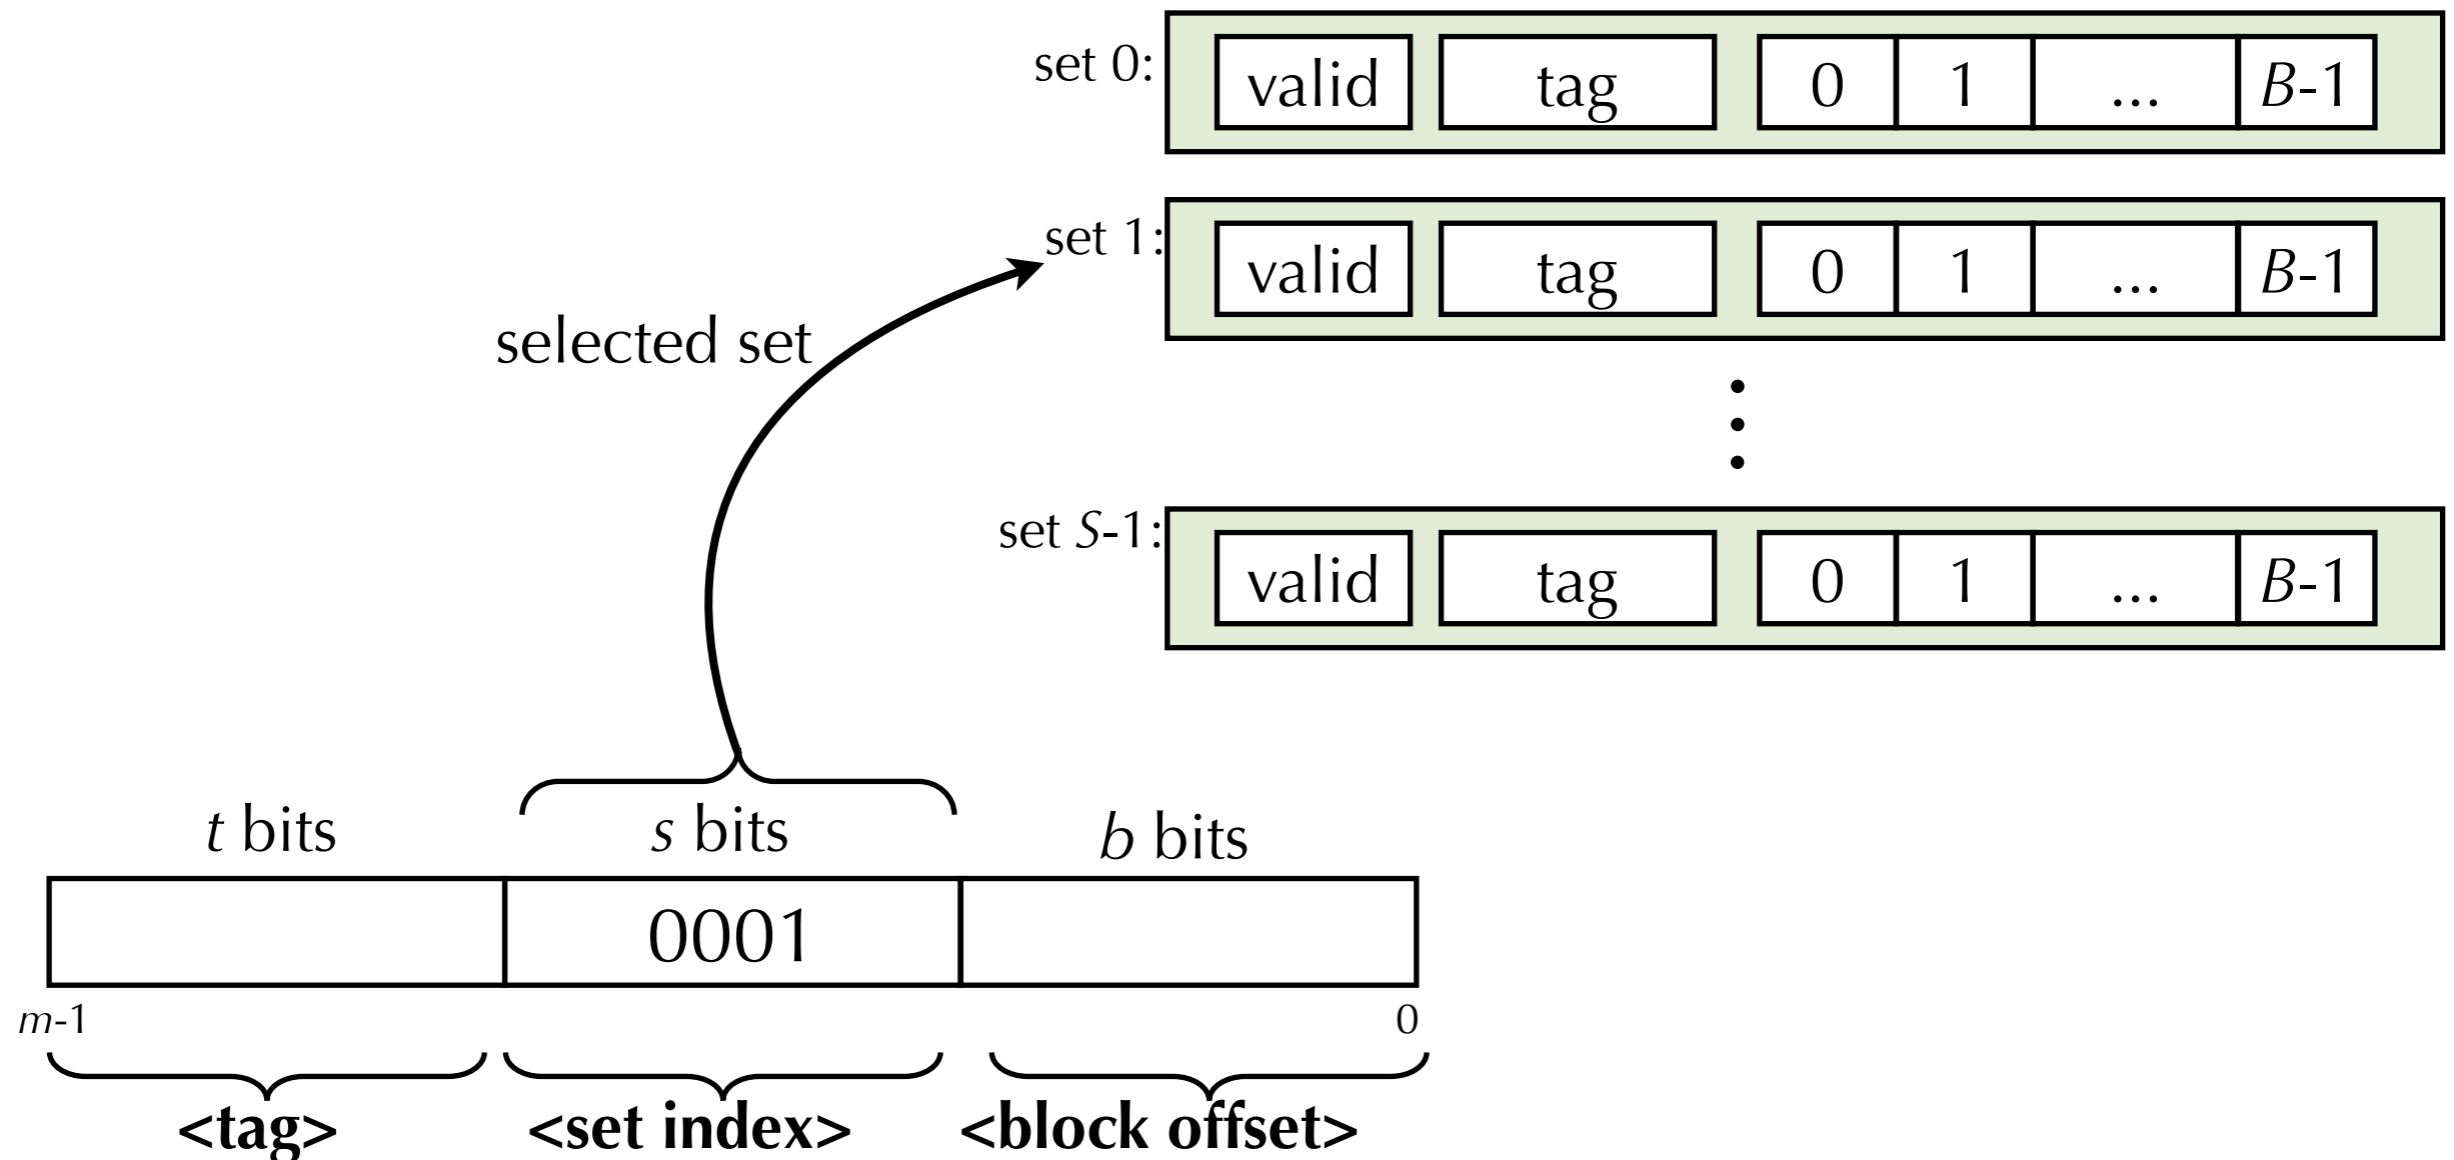 set 0: valid tag 0 1 ... B-1
set 1: valid tag 0 1 ... B-1
selected set
set S-1: valid tag 0 1 ... B-1
t bits s bits b bits
0001
m-1 0
<tag> <set index> <block offset>